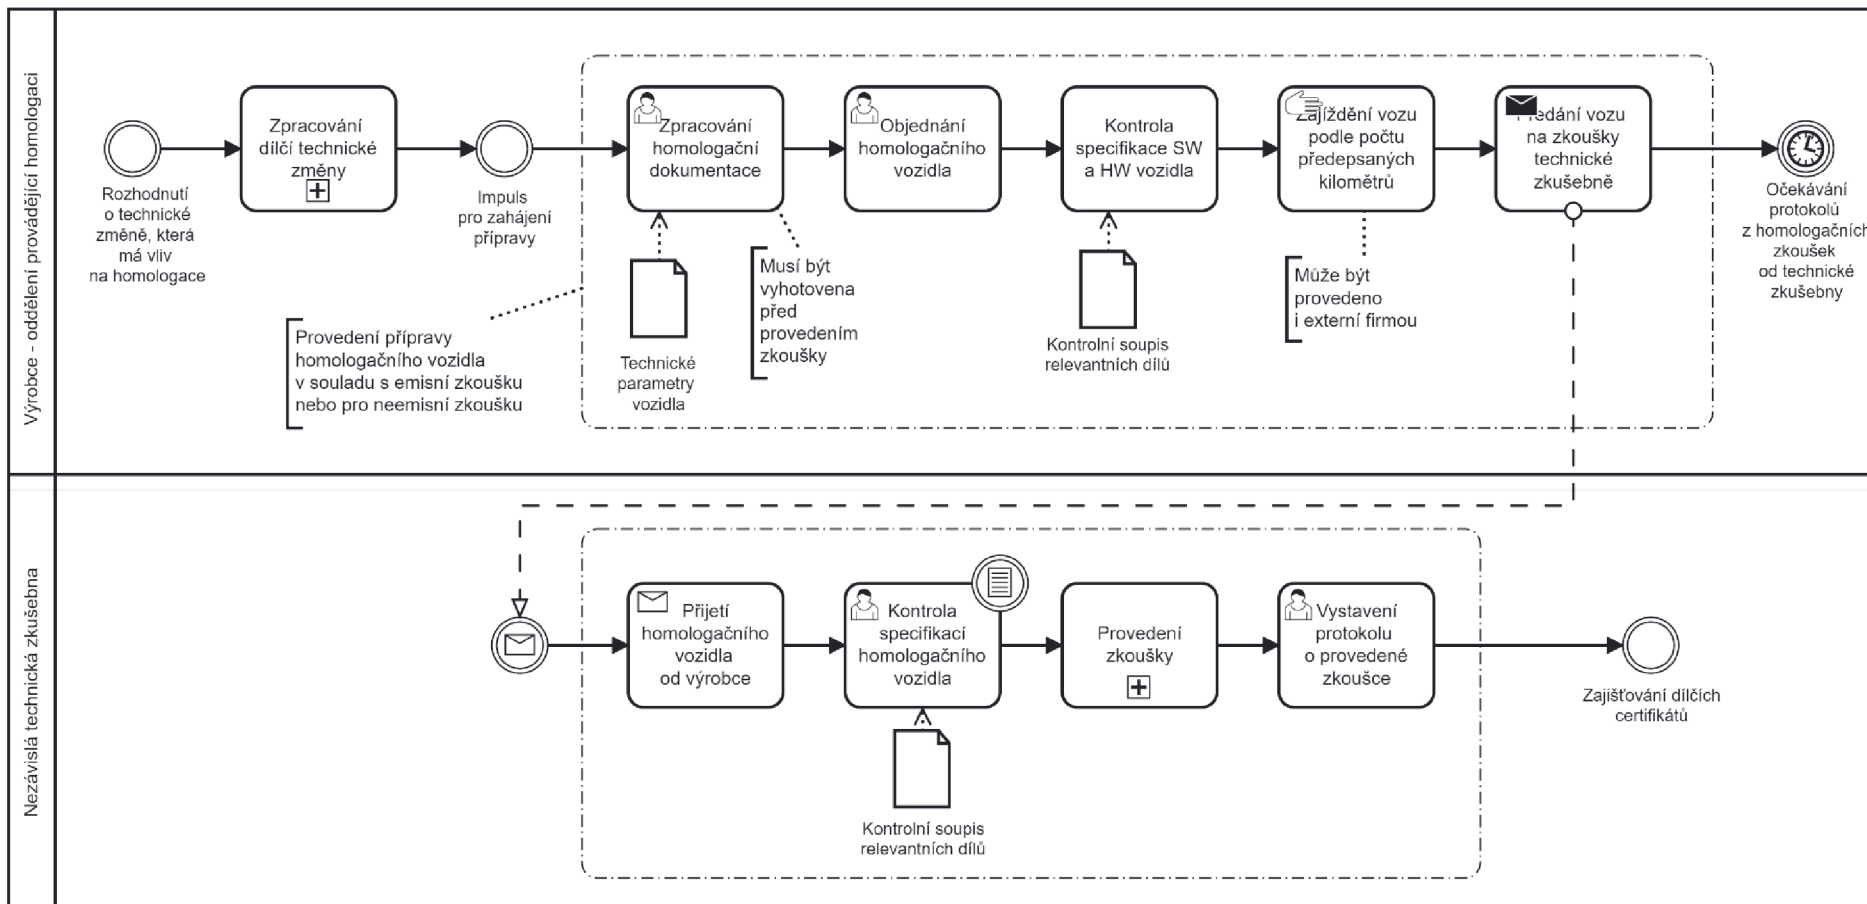 Výrobce - oddělení provádějící homologaci
Rozhodnutí
o technické
změně, která
má vliv
na homologace
Zpracování
dílčí technické
změny
Impuls
pro zahájení
přípravy
Zpracování
homologační
dokumentace
Objednání
homologačního
vozidla
Kontrola
specifikace SW
a HW vozidla
Zajíždění vozu
podle počtu
předepsaných
kilomětrů
Předání vozu
na zkoušky
technické
zkušebně
Očekávání
protokolů
z homologačních
zkoušek
od technické
zkušebny
Provedení přípravy
homologačního vozidla
v souladu s emisní zkoušku
nebo pro neemisní zkoušku
Technické
parametry
vozidla
Musí být
vyhotovena
před
provedením
zkoušky
Kontrolní soupis
relevantních dílů
Může být
provedeno
i externí firmou
Nezávislá technická zkušebna
Přijetí
homologačního
vozidla
od výrobce
Kontrola
specifikací
homologačního
vozidla
Provedení
zkoušky
Vystavení
protokolu
o provedené
zkoušce
Zajišťování dílčích
certifikátů
Kontrolní soupis
relevantních dílů